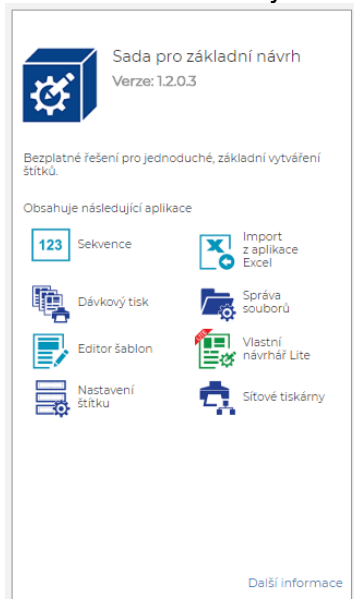 Sada pro základní návrh
Verze: 1.2.0.3
Bezplatné řešení pro jednoduché, základní vytváření
štítků.
Obsahuje následující aplikace
123
Sekvence
Import
z aplikace
Excel
Dávkový tisk
Správa
souborů
Editor šablon
LITE
Vlastní
návrhář Lite
Nastavení
štítku
Síťové tiskárny
Další informace